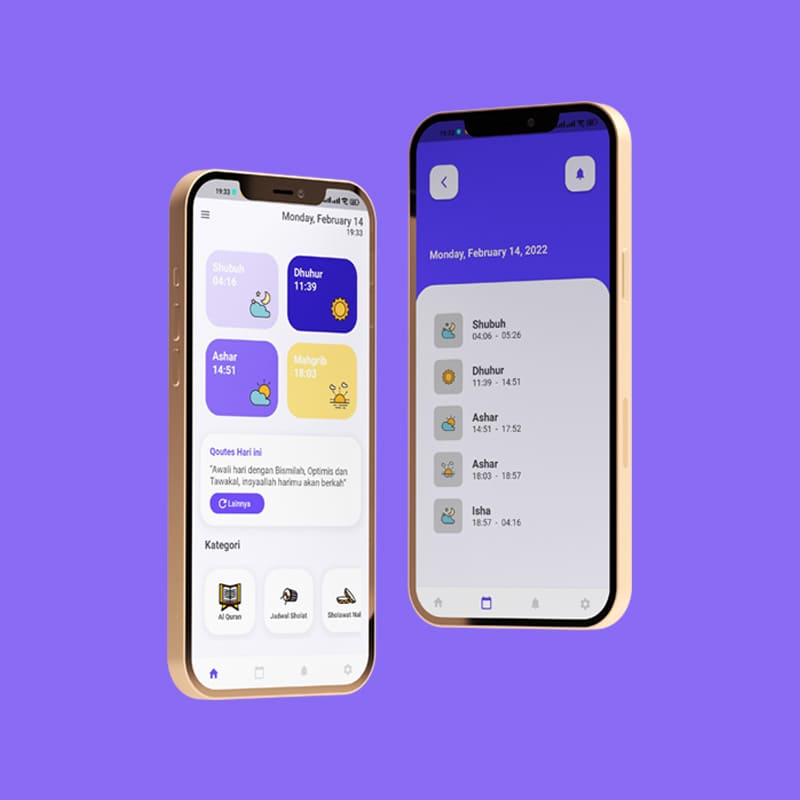 19:33
Monday, February 14
19:33
Shubuh
04:16
Dhuhur
11:39
Ashar
14:51
Mahgrib
18:03
Qoutes Hari ini
"Awali hari dengan Bismilah, Optimis dan
Tawakal, insyaallah harimu akan berkah"
Lainnya
Kategori
Al Quran
Jadwal Sholat
Sholawat
19:33
Monday, February 14, 2022
Shubuh
04:06 - 05:26
Dhuhur
11:39 - 14:51
Ashar
14:51 - 17:52
Ashar
18:03 - 18:57
Isha
18:57 - 04:16